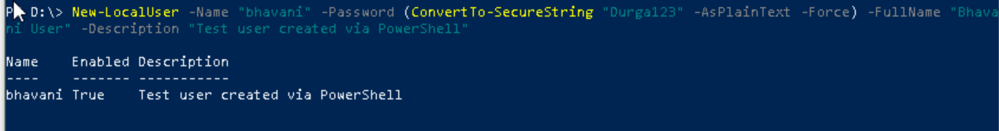 PS D:\> New-LocalUser -Name "bhavani" -Password (ConvertTo-SecureString "Durga123" -AsPlainText -Force) -FullName "Bhava
ni User" -Description "Test user created via PowerShell"
Name    Enabled Description
----    ------- -----------
bhavani True    Test user created via PowerShell